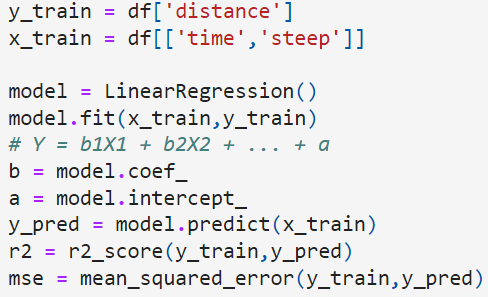 y_train = df['distance']
x_train = df[['time','steep']]
model = LinearRegression()
model.fit(x_train,y_train)
# Y = b1X1 + b2X2 + ... + a
b = model.coef_
a = model.intercept_
y_pred = model.predict(x_train)
r2 = r2_score(y_train,y_pred)
mse = mean_squared_error(y_train,y_pred)